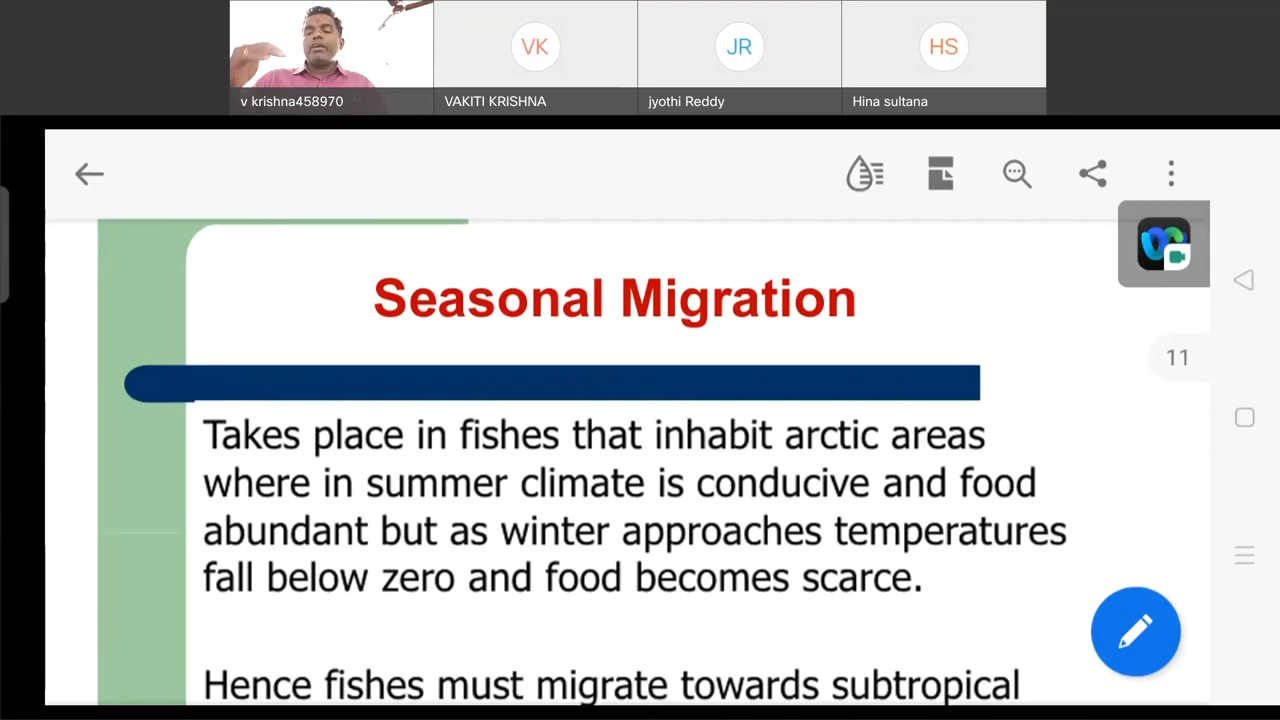 VK
JR
HS
v krishna458970
VAKITI KRISHNA
jyothi Reddy
Hina sultana
Seasonal Migration
11
Takes place in fishes that inhabit arctic areas
where in summer climate is conducive and food
abundant but as winter approaches temperatures
fall below zero and food becomes scarce.
Hence fishes must migrate towards subtropical